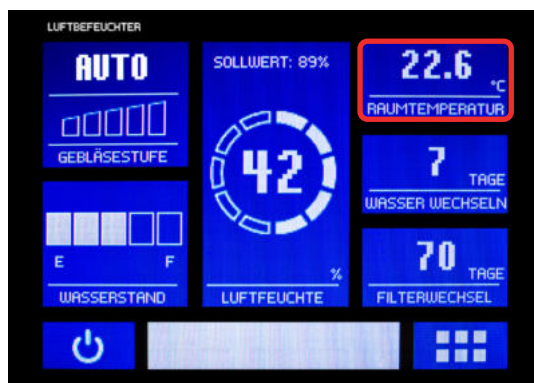 LUFTBEFEUCHTER
AUTO
GEBLÄSESTUFE
E F
WASSERSTAND
SOLLWERT: 89%
42
%
LUFTFEUCHTE
22.6 °C
RAUMTEMPERATUR
7 TAGE
WASSER WECHSELN
70 TAGE
FILTERWECHSEL